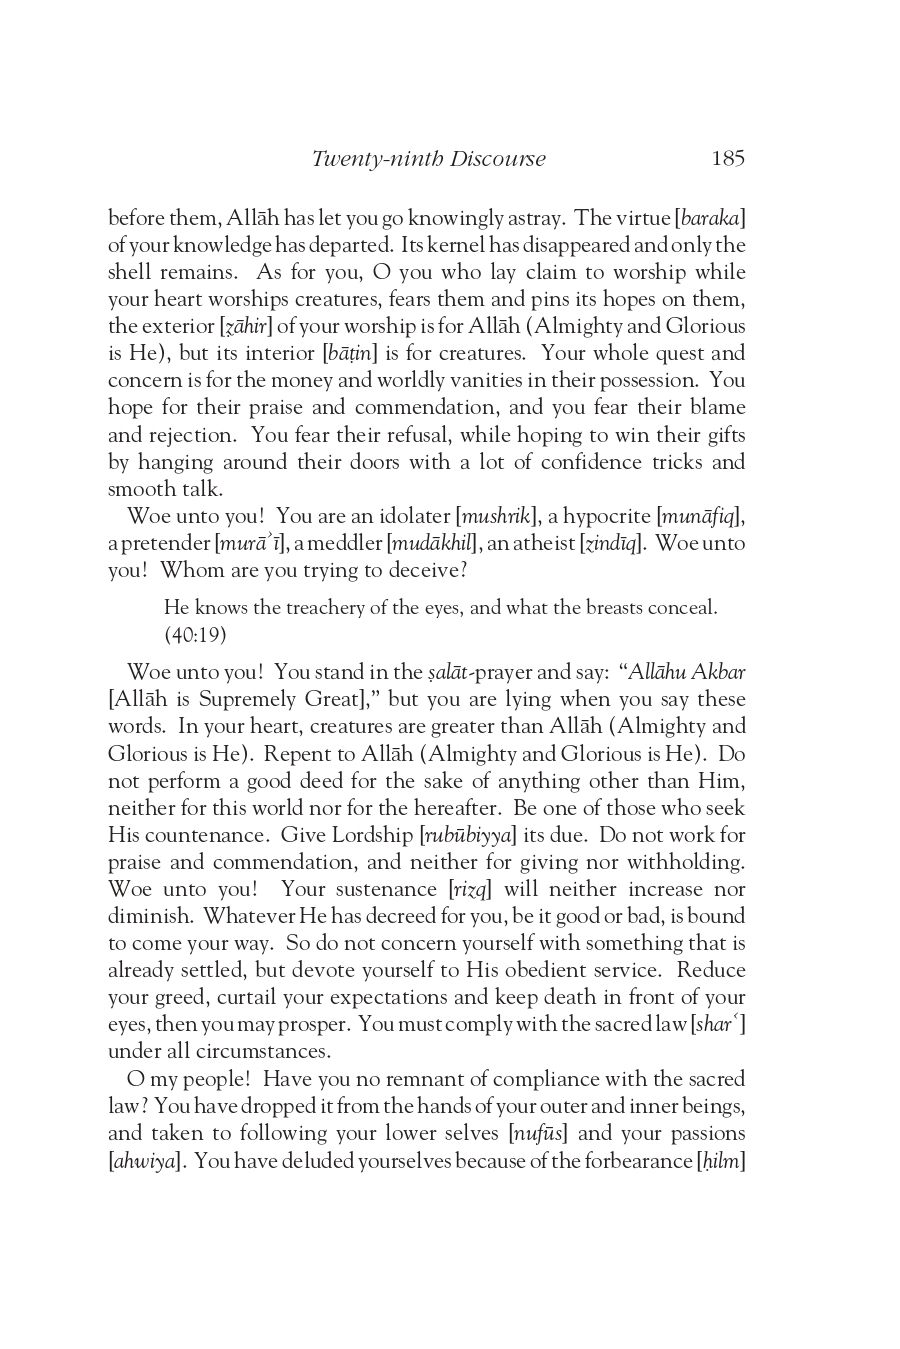 Twenty-ninth Discourse 185
before them, Allāh has let you go knowingly astray. The virtue [baraka]
of your knowledge has departed. Its kernel has disappeared and only the
shell remains. As for you, O you who lay claim to worship while
your heart worships creatures, fears them and pins its hopes on them,
the exterior [ẓāhir] of your worship is for Allāh (Almighty and Glorious
is He), but its interior [bāṭin] is for creatures. Your whole quest and
concern is for the money and worldly vanities in their possession. You
hope for their praise and commendation, and you fear their blame
and rejection. You fear their refusal, while hoping to win their gifts
by hanging around their doors with a lot of confidence tricks and
smooth talk.
Woe unto you! You are an idolater [mushrik], a hypocrite [munāfiq],
a pretender [murāʾī], a meddler [mudākhil], an atheist [zindīq]. Woe unto
you! Whom are you trying to deceive?
He knows the treachery of the eyes, and what the breasts conceal.
(40:19)
Woe unto you! You stand in the ṣalāt-prayer and say: “Allāhu Akbar
[Allāh is Supremely Great],” but you are lying when you say these
words. In your heart, creatures are greater than Allāh (Almighty and
Glorious is He). Repent to Allāh (Almighty and Glorious is He). Do
not perform a good deed for the sake of anything other than Him,
neither for this world nor for the hereafter. Be one of those who seek
His countenance. Give Lordship [rubūbiyya] its due. Do not work for
praise and commendation, and neither for giving nor withholding.
Woe unto you! Your sustenance [rizq] will neither increase nor
diminish. Whatever He has decreed for you, be it good or bad, is bound
to come your way. So do not concern yourself with something that is
already settled, but devote yourself to His obedient service. Reduce
your greed, curtail your expectations and keep death in front of your
eyes, then you may prosper. You must comply with the sacred law [sharʿ]
under all circumstances.
O my people! Have you no remnant of compliance with the sacred
law? You have dropped it from the hands of your outer and inner beings,
and taken to following your lower selves [nufūs] and your passions
[ahwiya]. You have deluded yourselves because of the forbearance [ḥilm]